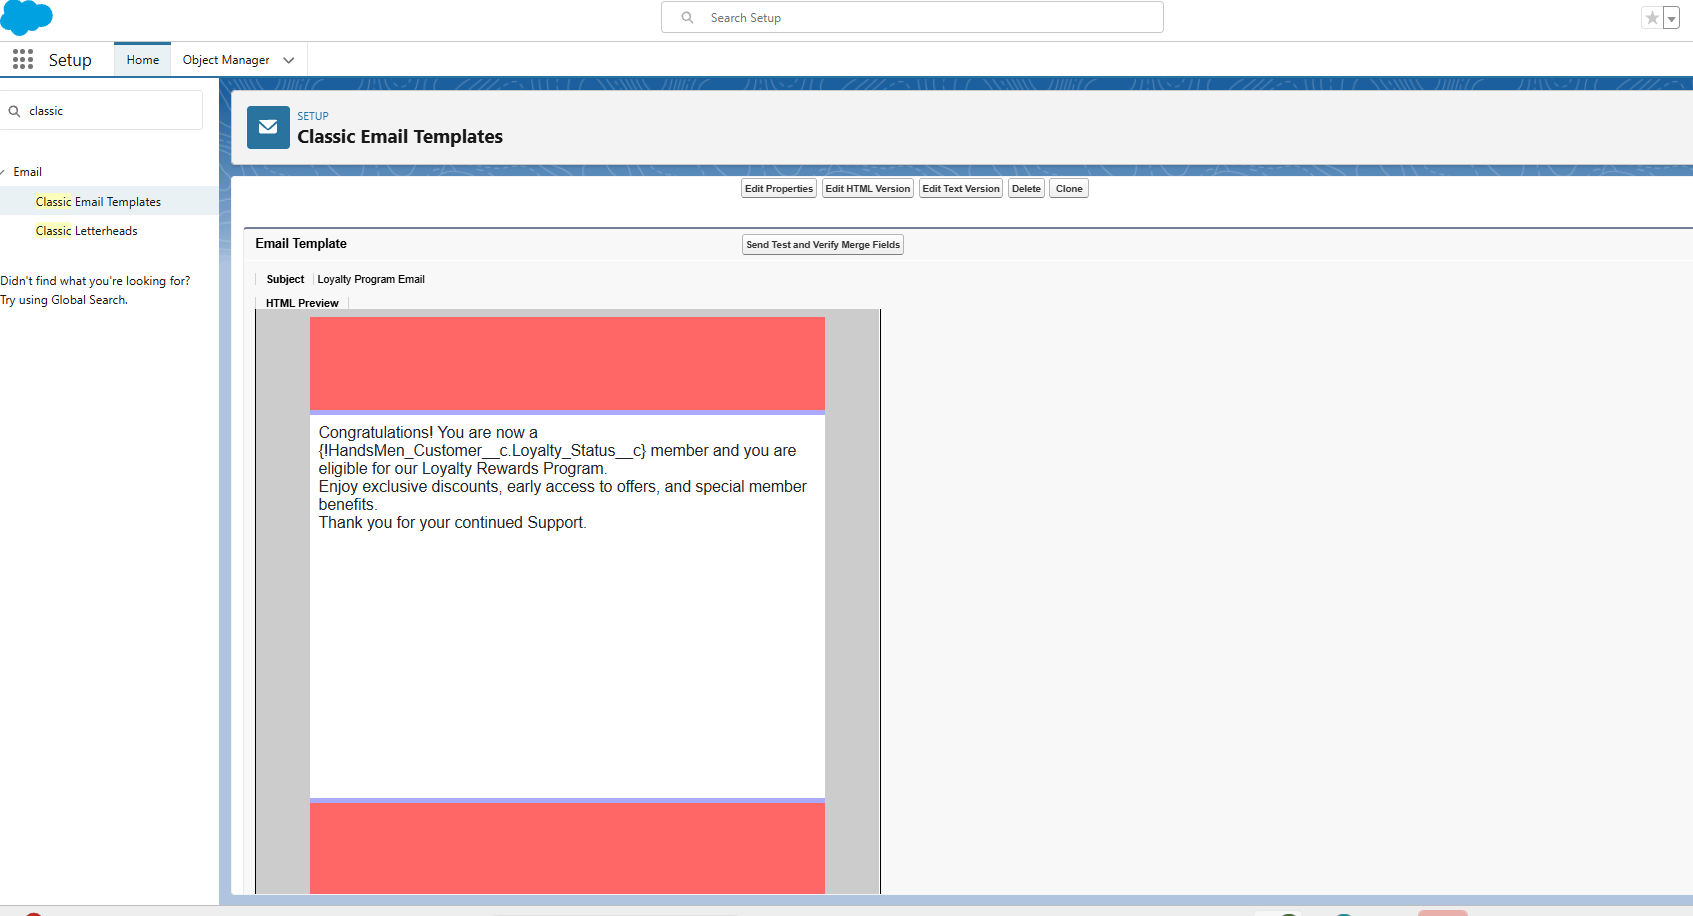 Search Setup
Setup
Home
Object Manager
classic
Email
Classic Email Templates
Classic Letterheads
Didn't find what you're looking for?
Try using Global Search.
SETUP
Classic Email Templates
Edit Properties
Edit HTML Version
Edit Text Version
Delete
Clone
Email Template
Send Test and Verify Merge Fields
Subject
Loyalty Program Email
HTML Preview
Congratulations! You are now a
{!HandsMen_Customer__c.Loyalty_Status__c} member and you are
eligible for our Loyalty Rewards Program.
Enjoy exclusive discounts, early access to offers, and special member
benefits.
Thank you for your continued Support.